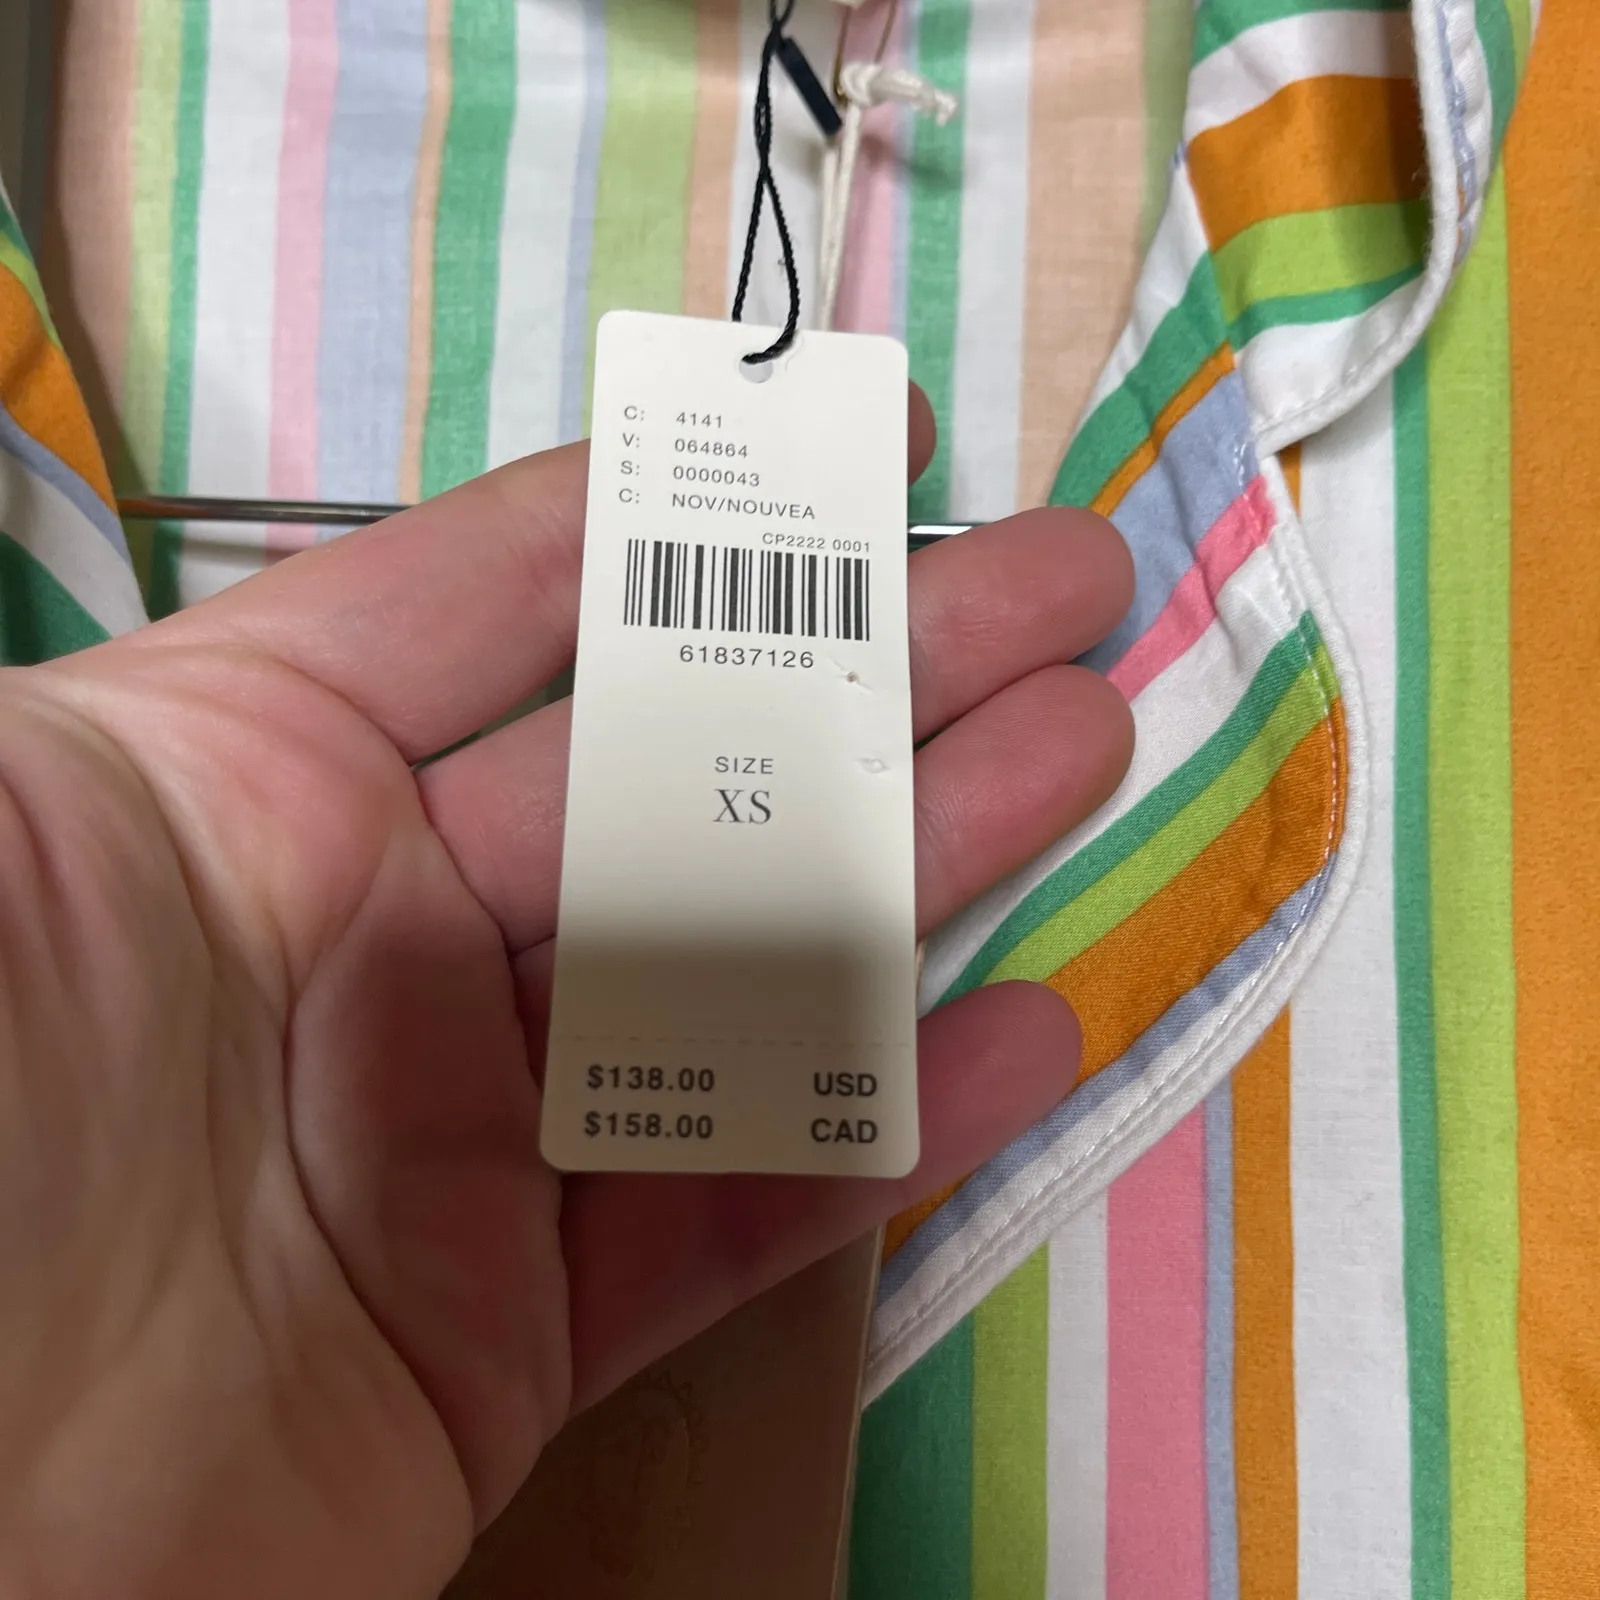 C: 4141
V: 064864
S: 0000043
C: NOV/NOUVEA
CP2222 0001
61837126
SIZE
XS
$138.00 USD
$158.00 CAD